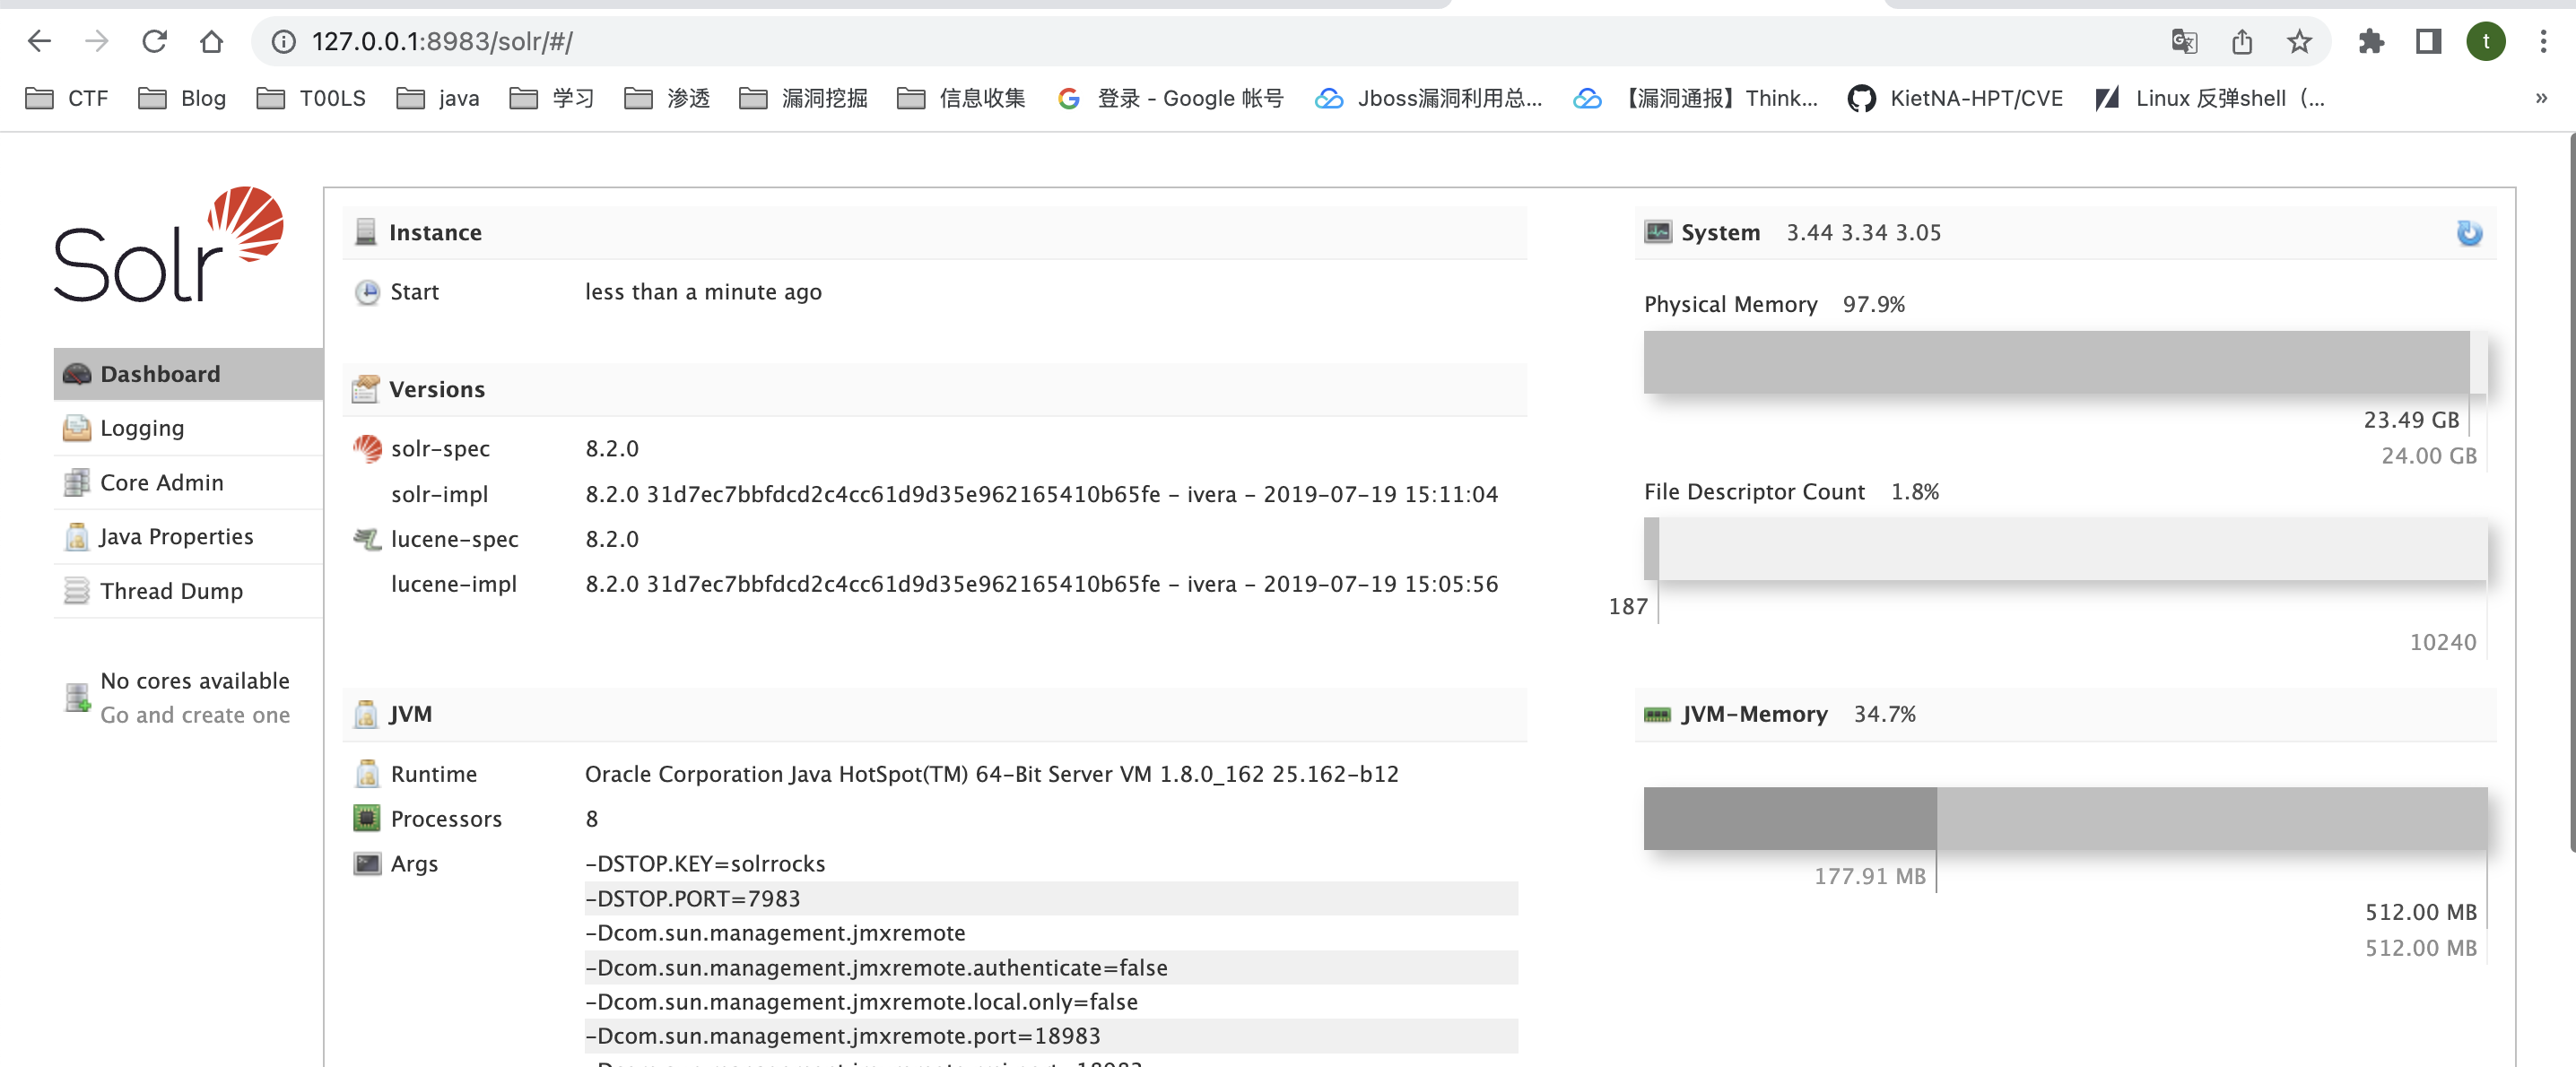 127.0.0.1:8983/solr/#/
t
CTF Blog T00LS java 学习 渗透 漏洞挖掘 信息收集 登录 - Google 帐号 Jboss漏洞利用总... 【漏洞通报】Think... KietNA-HPT/CVE Linux 反弹shell（... »
Solr
Dashboard
Logging
Core Admin
Java Properties
Thread Dump
No cores available
Go and create one
Instance
Start less than a minute ago
Versions
solr-spec 8.2.0
solr-impl 8.2.0 31d7ec7bbfdcd2c4cc61d9d35e962165410b65fe - ivera - 2019-07-19 15:11:04
lucene-spec 8.2.0
lucene-impl 8.2.0 31d7ec7bbfdcd2c4cc61d9d35e962165410b65fe - ivera - 2019-07-19 15:05:56
JVM
Runtime Oracle Corporation Java HotSpot(TM) 64-Bit Server VM 1.8.0_162 25.162-b12
Processors 8
Args -DSTOP.KEY=solrrocks
-DSTOP.PORT=7983
-Dcom.sun.management.jmxremote
-Dcom.sun.management.jmxremote.authenticate=false
-Dcom.sun.management.jmxremote.local.only=false
-Dcom.sun.management.jmxremote.port=18983
System 3.44 3.34 3.05
Physical Memory 97.9%
23.49 GB
24.00 GB
File Descriptor Count 1.8%
187
10240
JVM-Memory 34.7%
177.91 MB
512.00 MB
512.00 MB